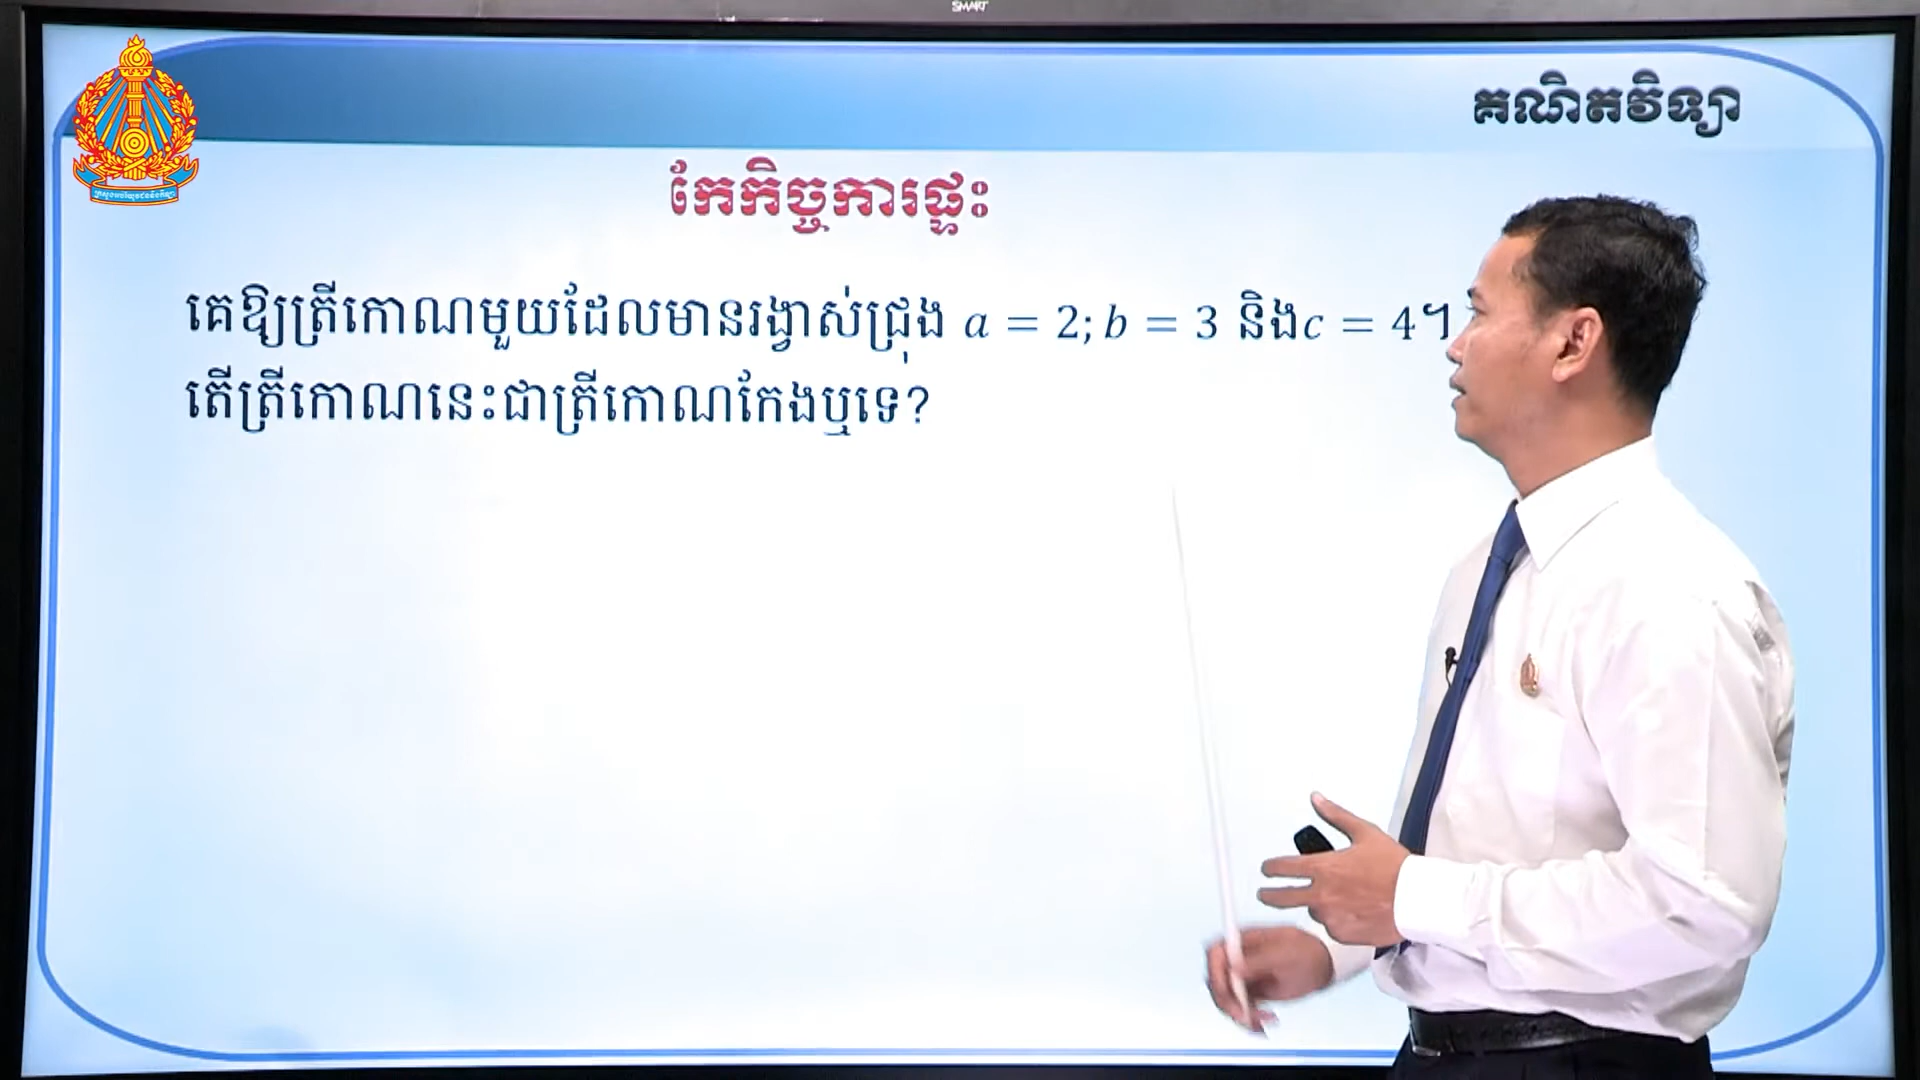 SMART
គណិតវិទ្យា
កែកិច្ចការផ្ទះ
គេឱ្យត្រីកោណមួយដែលមានរង្វាស់ជ្រុង a = 2; b = 3 និងc = 4។
តើត្រីកោណនេះជាត្រីកោណកែងឬទេ?